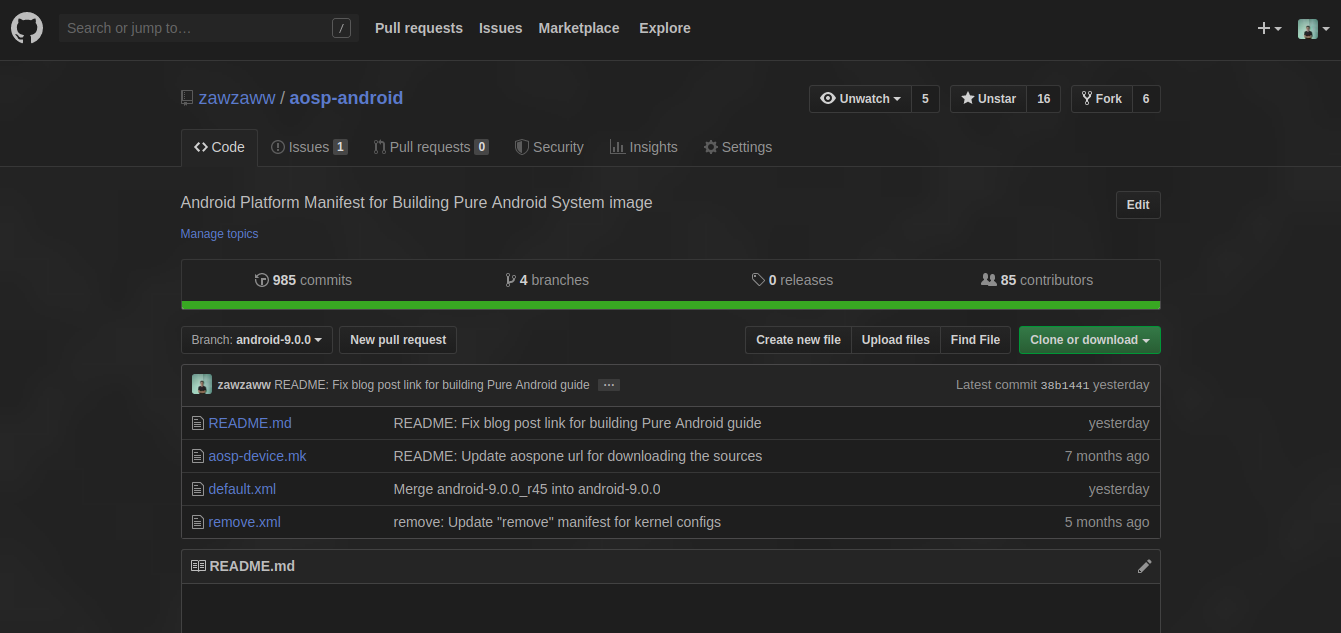 Search or jump to… / Pull requests Issues Marketplace Explore
zawzaww / aosp-android Unwatch 5 Unstar 16 Fork 6
Code Issues 1 Pull requests 0 Security Insights Settings
Android Platform Manifest for Building Pure Android System image Edit
Manage topics
985 commits 4 branches 0 releases 85 contributors
Branch: android-9.0.0 New pull request Create new file Upload files Find File Clone or download
zawzaww README: Fix blog post link for building Pure Android guide … Latest commit 38b1441 yesterday
README.md README: Fix blog post link for building Pure Android guide yesterday
aosp-device.mk README: Update aospone url for downloading the sources 7 months ago
default.xml Merge android-9.0.0_r45 into android-9.0.0 yesterday
remove.xml remove: Update "remove" manifest for kernel configs 5 months ago
README.md